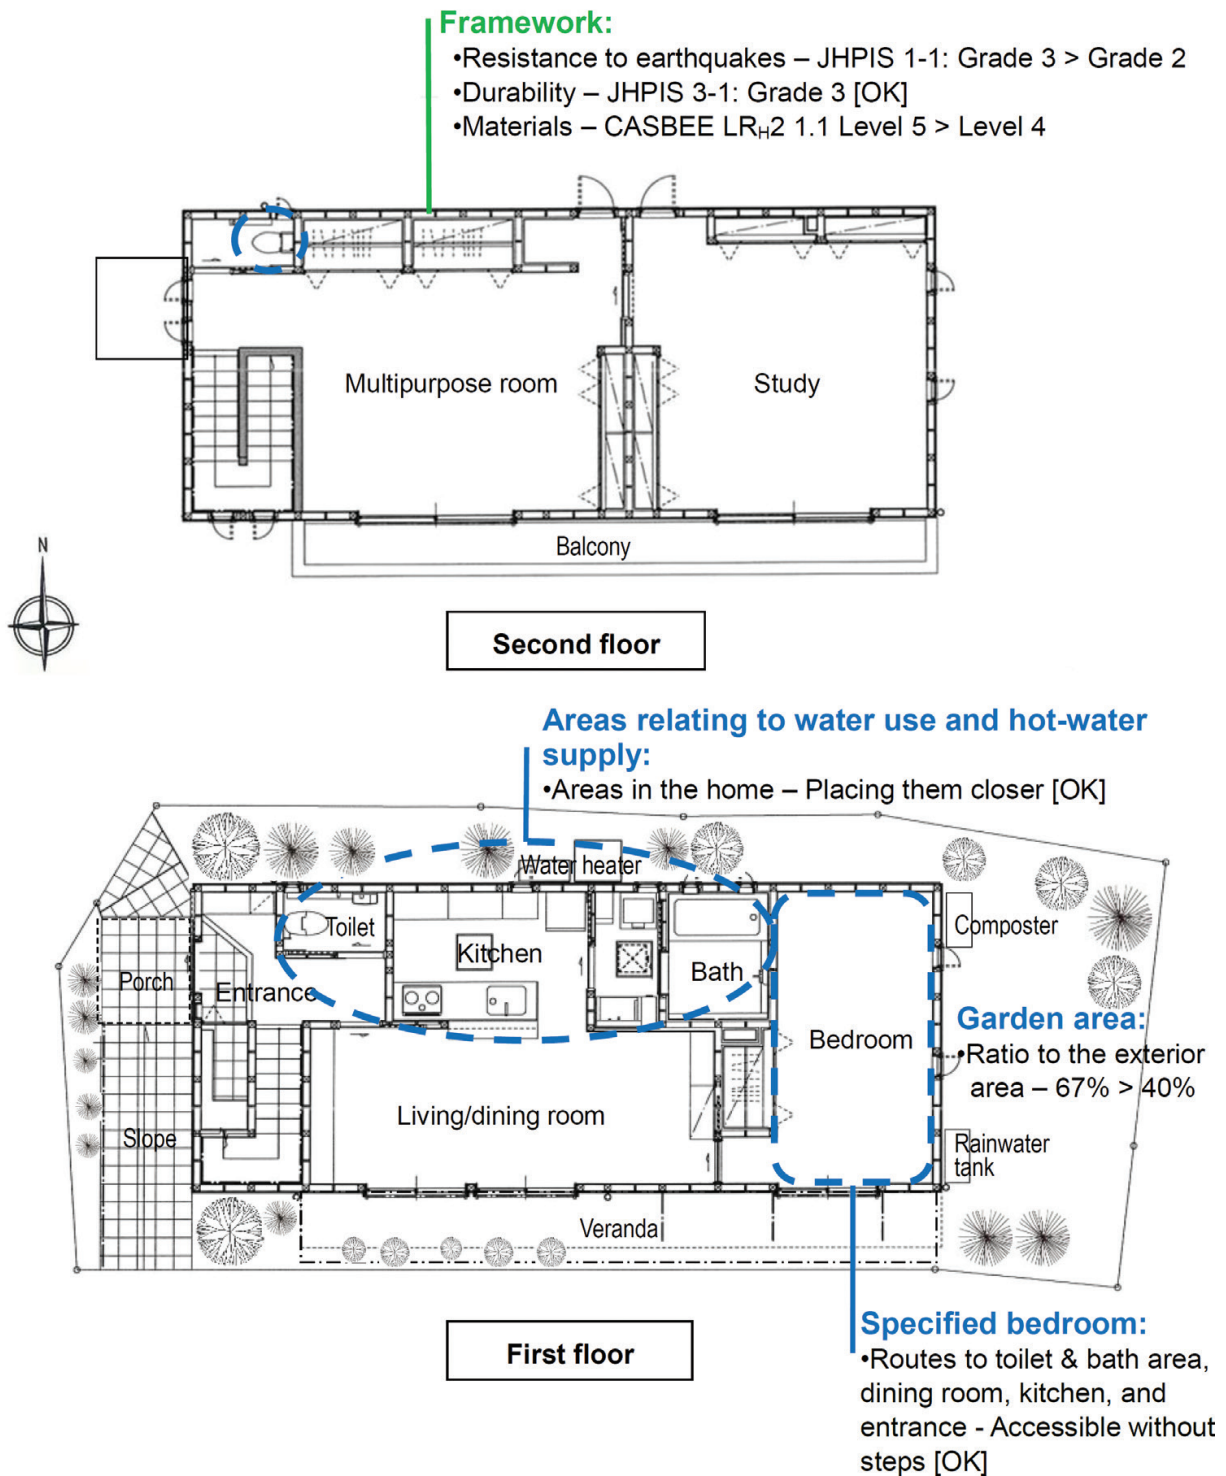 Framework:
•Resistance to earthquakes – JHPIS 1-1: Grade 3 > Grade 2
•Durability – JHPIS 3-1: Grade 3 [OK]
•Materials – CASBEE LRH2 1.1 Level 5 > Level 4
Multipurpose room
Study
Balcony
N
Second floor
Areas relating to water use and hot-water
supply:
•Areas in the home – Placing them closer [OK]
Water heater
Toilet
Kitchen
Bath
Composter
Porch
Entrance
Bedroom
Garden area:
•Ratio to the exterior
area – 67% > 40%
Living/dining room
Slope
Rainwater
tank
Veranda
First floor
Specified bedroom:
•Routes to toilet & bath area,
dining room, kitchen, and
entrance - Accessible without
steps [OK]